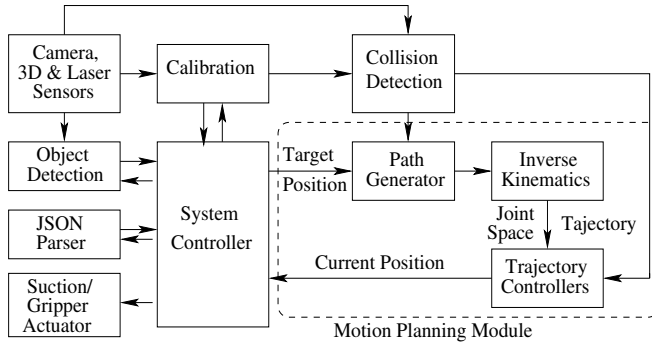 Camera,
3D & Laser
Sensors
Calibration
Collision
Detection
Object
Detection
JSON
Parser
Suction/
Gripper
Actuator
System
Controller
Target
Position
Path
Generator
Inverse
Kinematics
Joint
Space
Tajectory
Current Position
Trajectory
Controllers
Motion Planning Module